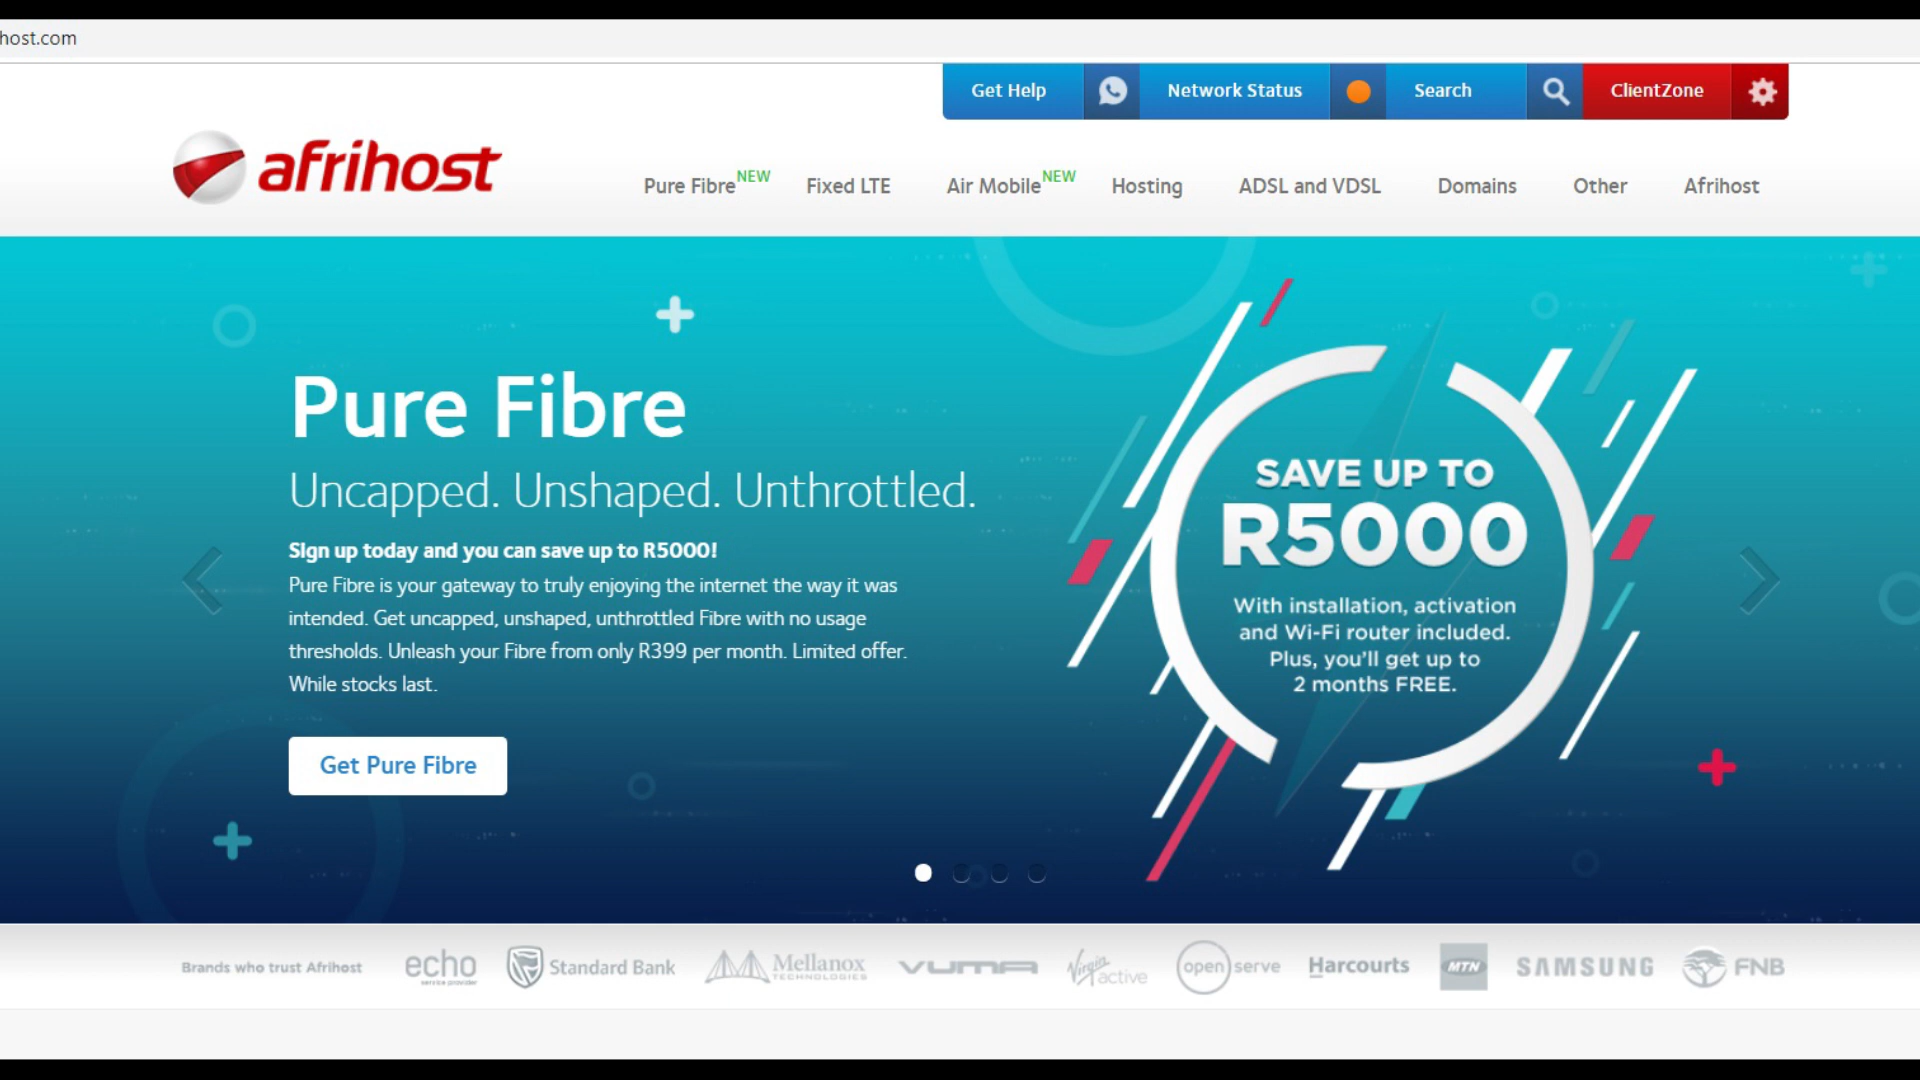 host.com
Get Help
Network Status
Search
ClientZone
afrihost
Pure Fibre NEW
Fixed LTE
Air Mobile NEW
Hosting
ADSL and VDSL
Domains
Other
Afrihost
Pure Fibre
Uncapped. Unshaped. Unthrottled.
Sign up today and you can save up to R5000!
Pure Fibre is your gateway to truly enjoying the internet the way it was
intended. Get uncapped, unshaped, unthrottled Fibre with no usage
thresholds. Unleash your Fibre from only R399 per month. Limited offer.
While stocks last.
Get Pure Fibre
SAVE UP TO
R5000
With installation, activation
and Wi-Fi router included.
Plus, you'll get up to
2 months FREE.
Brands who trust Afrihost
echo
service provider
Standard Bank
Mellanox
TECHNOLOGIES
VUMA
Virgin
active
openserve
Harcourts
MTN
SAMSUNG
FNB